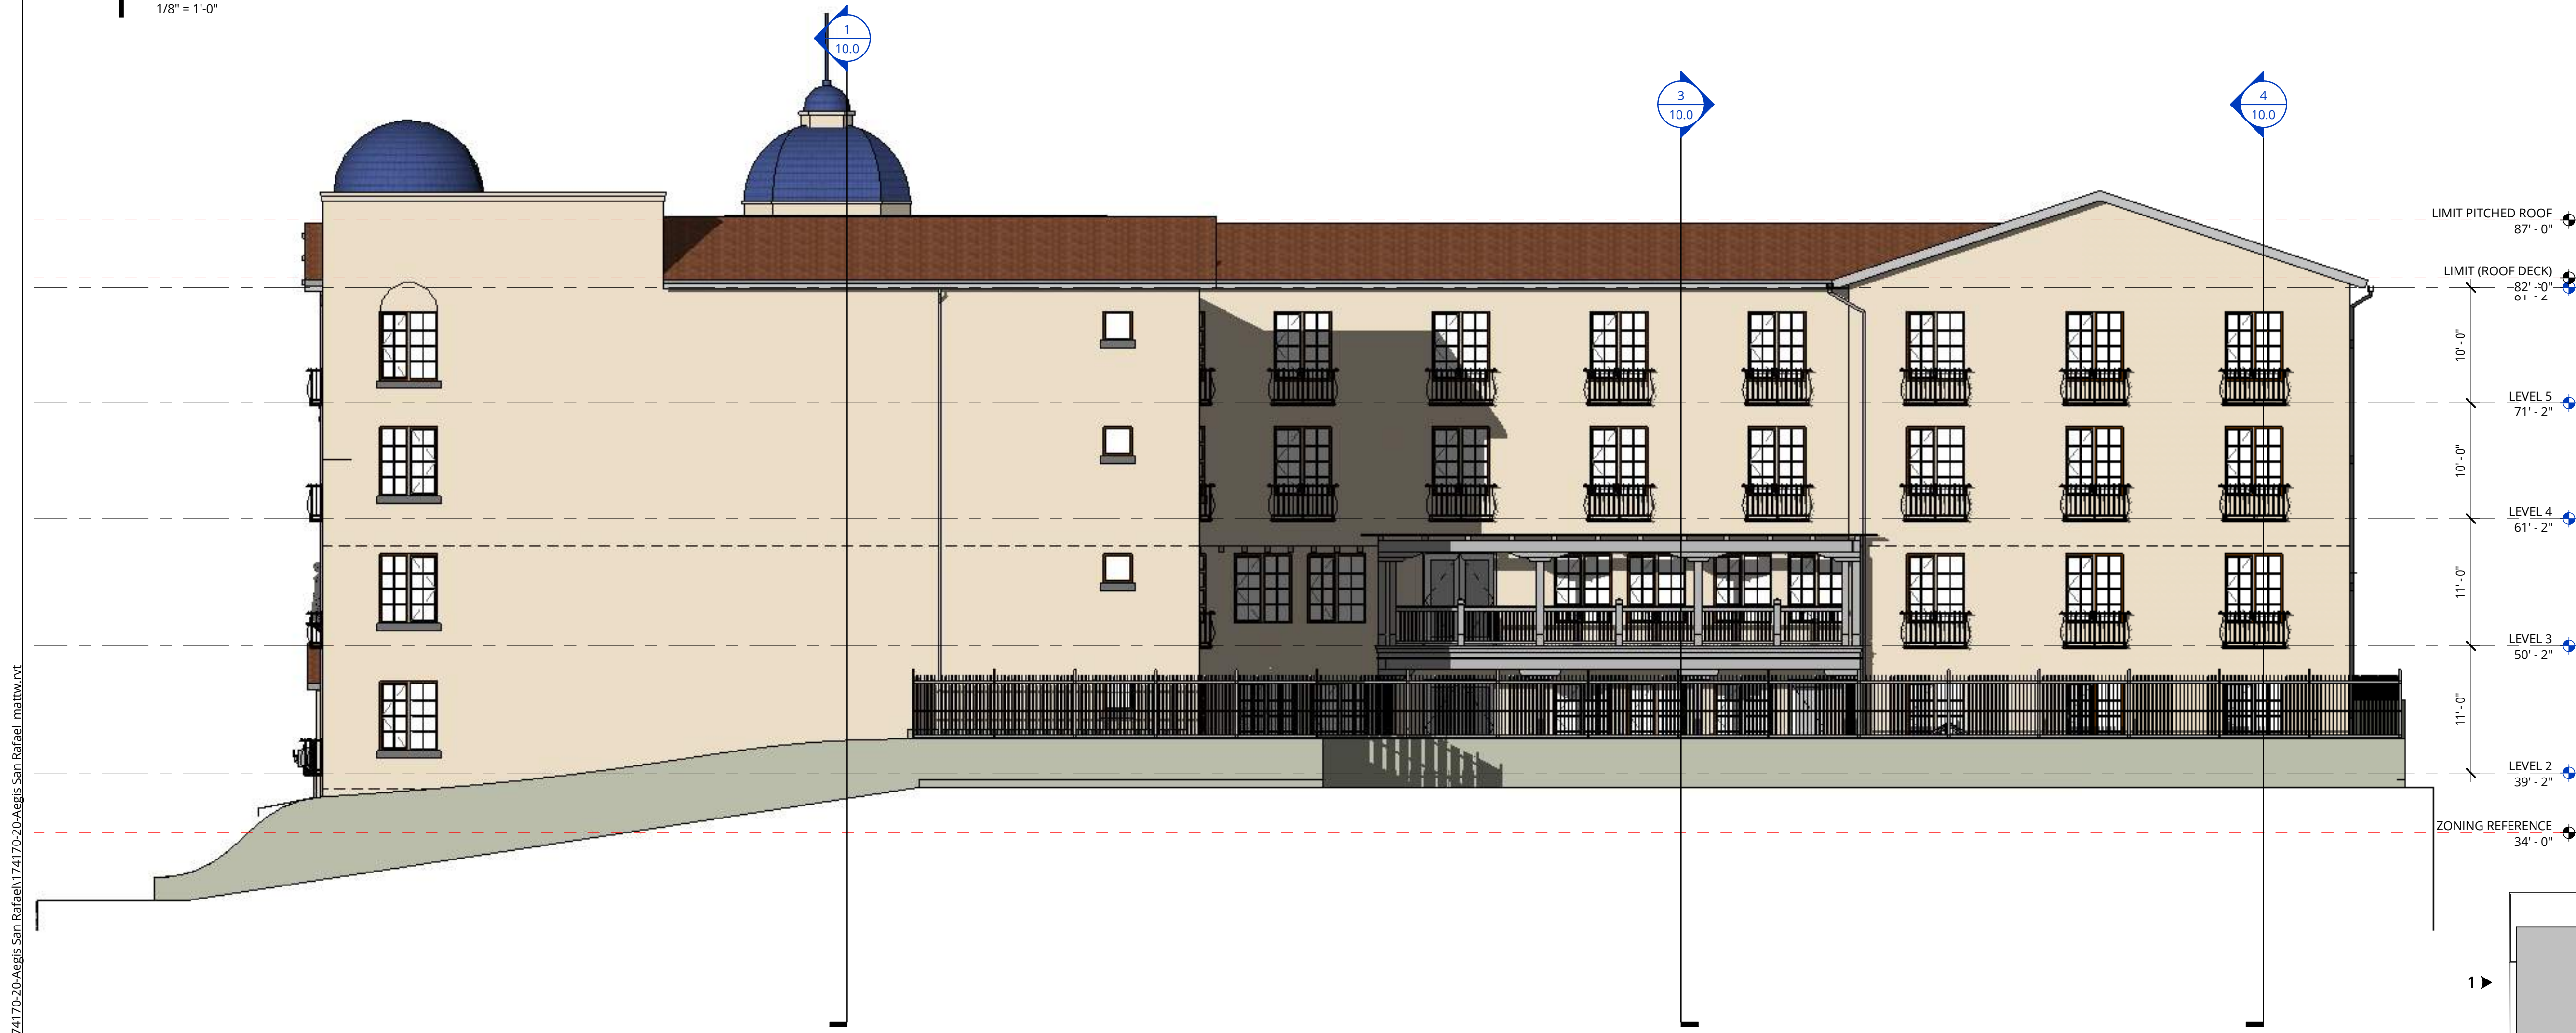 1/8" = 1'-0"
1
10.0
3
10.0
4
10.0
LIMIT PITCHED ROOF
87' - 0"
LIMIT (ROOF DECK)
82' - 0"
81' - 2"
10' - 0"
LEVEL 5
71' - 2"
10' - 0"
LEVEL 4
61' - 2"
11' - 0"
LEVEL 3
50' - 2"
11' - 0"
LEVEL 2
39' - 2"
ZONING REFERENCE
34' - 0"
1
74170-20-Aegis San Rafael\174170-20-Aegis San Rafael_mattw.rvt